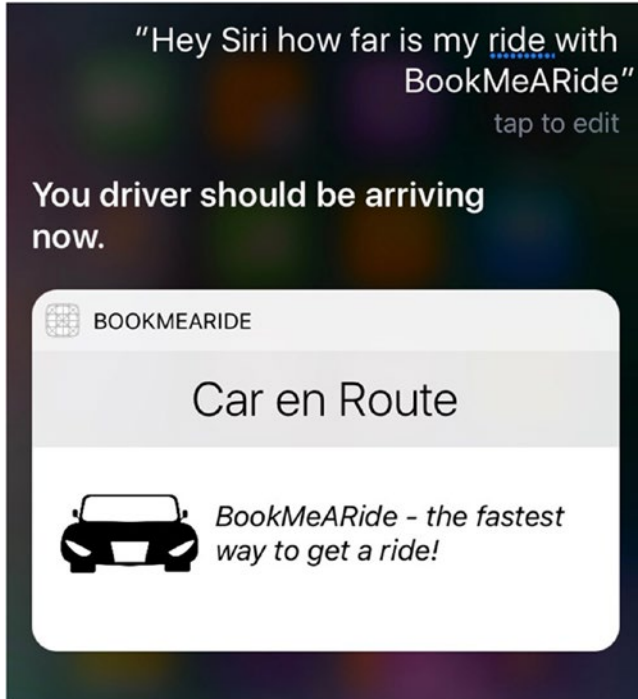 "Hey Siri how far is my ride with
BookMeARide"
tap to edit
You driver should be arriving
now.
BOOKMEARIDE
Car en Route
BookMeARide - the fastest
way to get a ride!